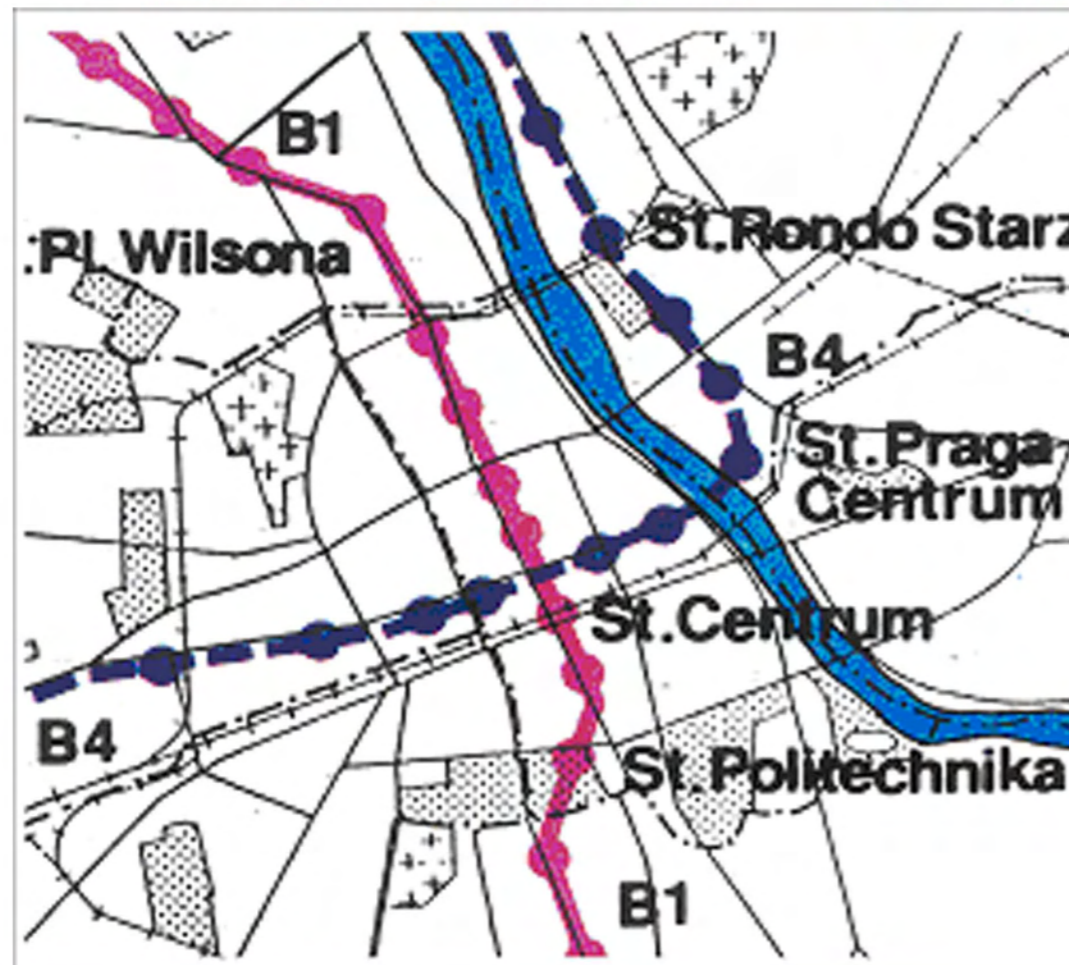 B1
St.Rondo Starz
.Pl.Wilsona
B4
St.Praga
Centrum
St.Centrum
B4
St.Politechnika
B1